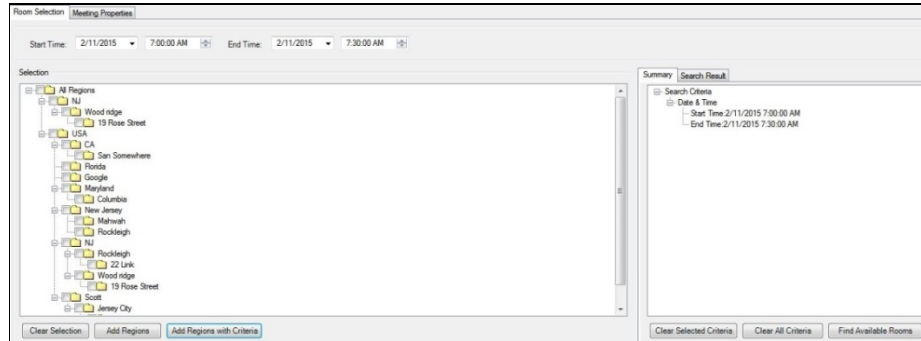 Room Selection Meeting Properties
Start Time: 2/11/2015 7:00:00 AM End Time: 2/11/2015 7:30:00 AM
Selection
All Regions
NJ
Wood ridge
19 Rose Street
USA
CA
San Somewhere
Florida
Google
Maryland
Columbia
New Jersey
Mahwah
Rockleigh
NJ
Rockleigh
22 Link
Wood ridge
19 Rose Street
Scott
Jersey City
Clear Selection Add Regions Add Regions with Criteria
Summary Search Result
Search Criteria
Date & Time
Start Time:2/11/2015 7:00:00 AM
End Time:2/11/2015 7:30:00 AM
Clear Selected Criteria Clear All Criteria Find Available Rooms